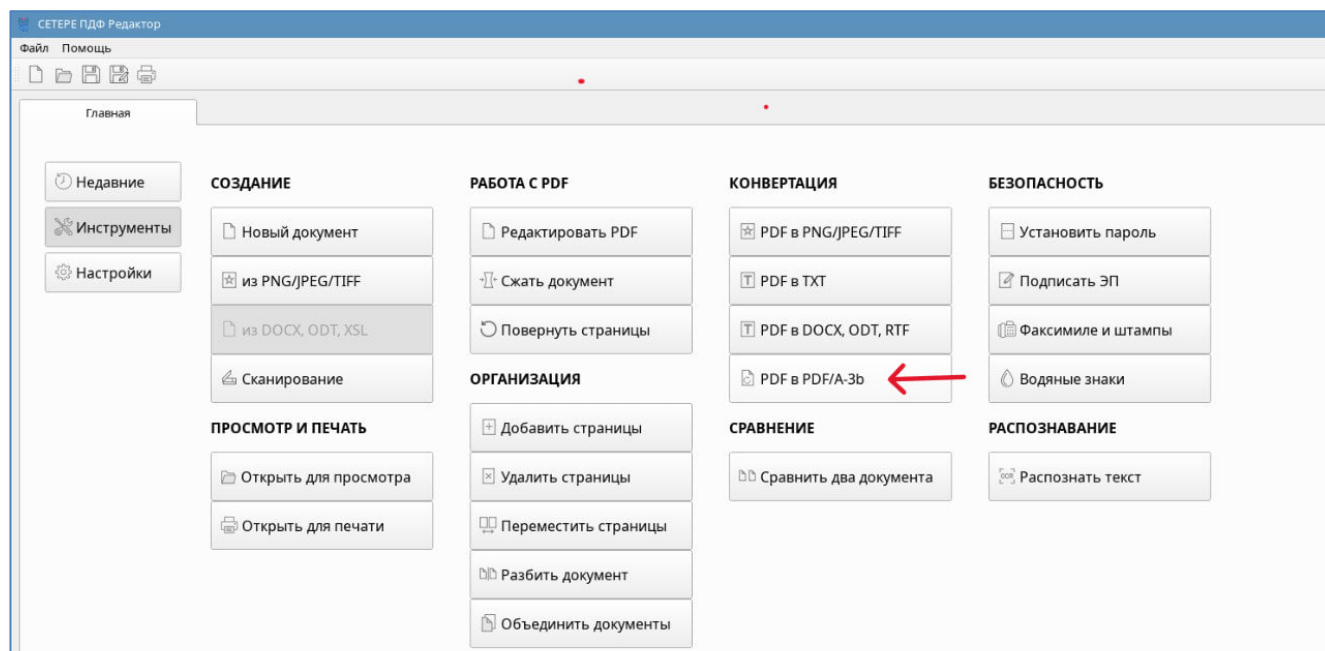 СЕТЕРЕ ПДФ Редактор
Файл Помощь
Главная
Недавние
Инструменты
Настройки
СОЗДАНИЕ
Новый документ
из PNG/JPEG/TIFF
из DOCX, ODT, XSL
Сканирование
ПРОСМОТР И ПЕЧАТЬ
Открыть для просмотра
Открыть для печати
РАБОТА С PDF
Редактировать PDF
Сжать документ
Повернуть страницы
ОРГАНИЗАЦИЯ
Добавить страницы
Удалить страницы
Переместить страницы
Разбить документ
Объединить документы
КОНВЕРТАЦИЯ
PDF в PNG/JPEG/TIFF
PDF в TXT
PDF в DOCX, ODT, RTF
PDF в PDF/A-3b
СРАВНЕНИЕ
Сравнить два документа
БЕЗОПАСНОСТЬ
Установить пароль
Подписать ЭП
Факсимиле и штампы
Водяные знаки
РАСПОЗНАВАНИЕ
Распознать текст